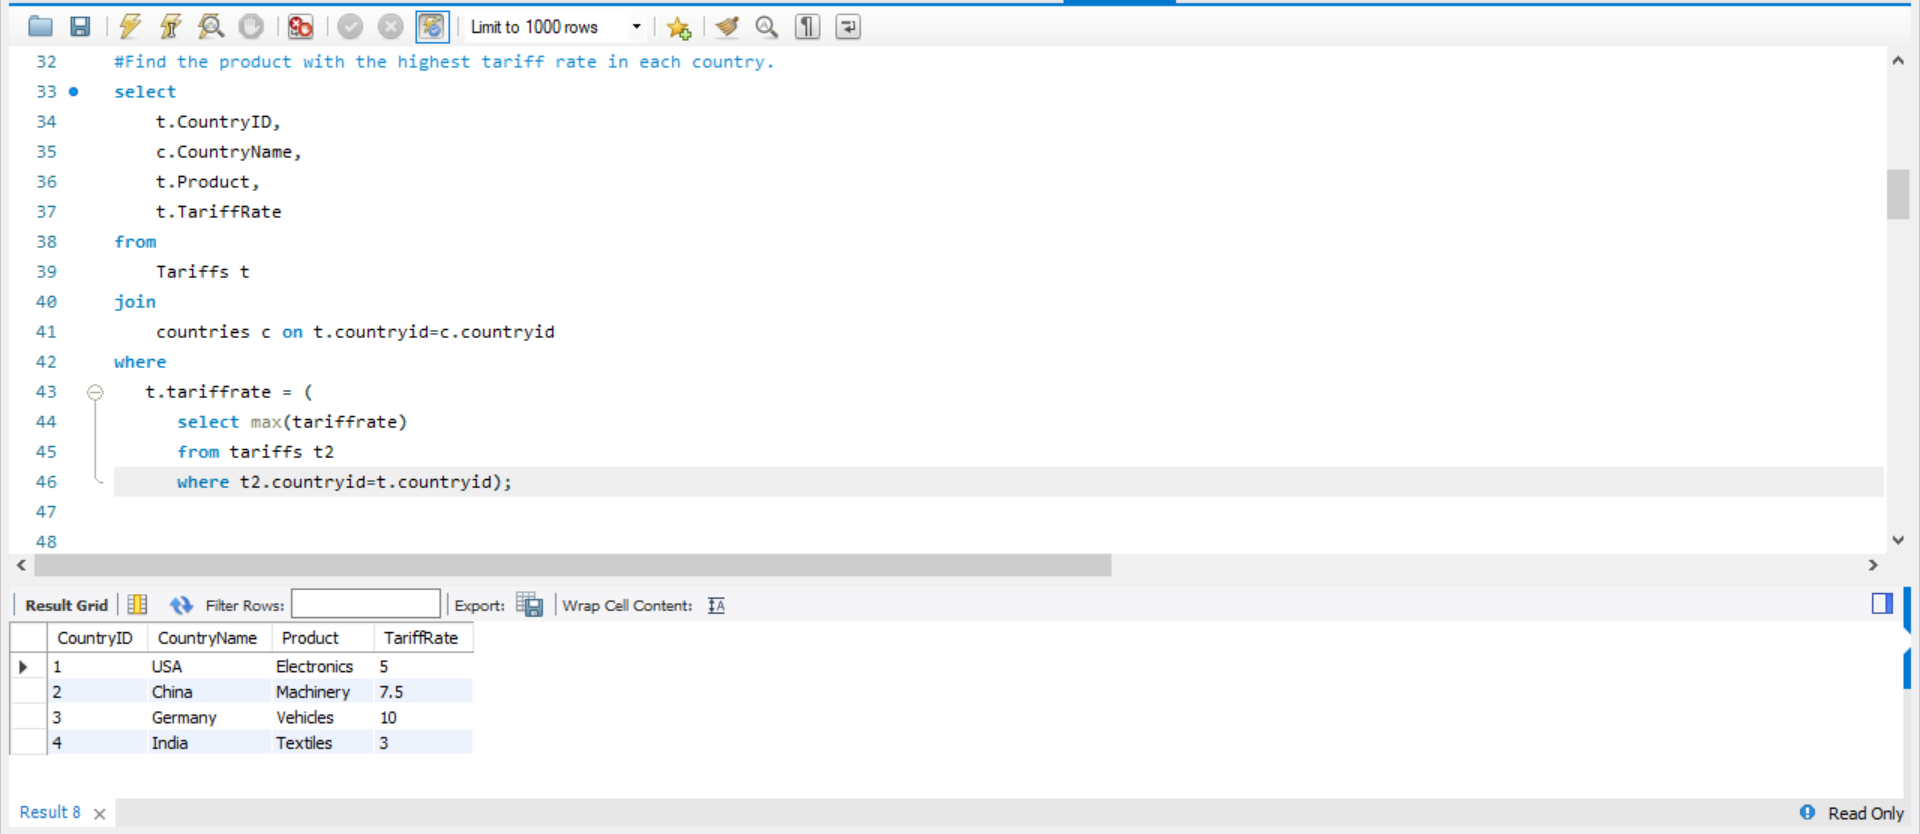 Limit to 1000 rows
32 #Find the product with the highest tariff rate in each country.
33 select
34 t.CountryID,
35 c.CountryName,
36 t.Product,
37 t.TariffRate
38 from
39 Tariffs t
40 join
41 countries c on t.countryid=c.countryid
42 where
43 t.tariffrate = (
44 select max(tariffrate)
45 from tariffs t2
46 where t2.countryid=t.countryid);
47
48
Result Grid Filter Rows: Export: Wrap Cell Content: IA
CountryID CountryName Product TariffRate
1 USA Electronics 5
2 China Machinery 7.5
3 Germany Vehicles 10
4 India Textiles 3
Result 8 Read Only